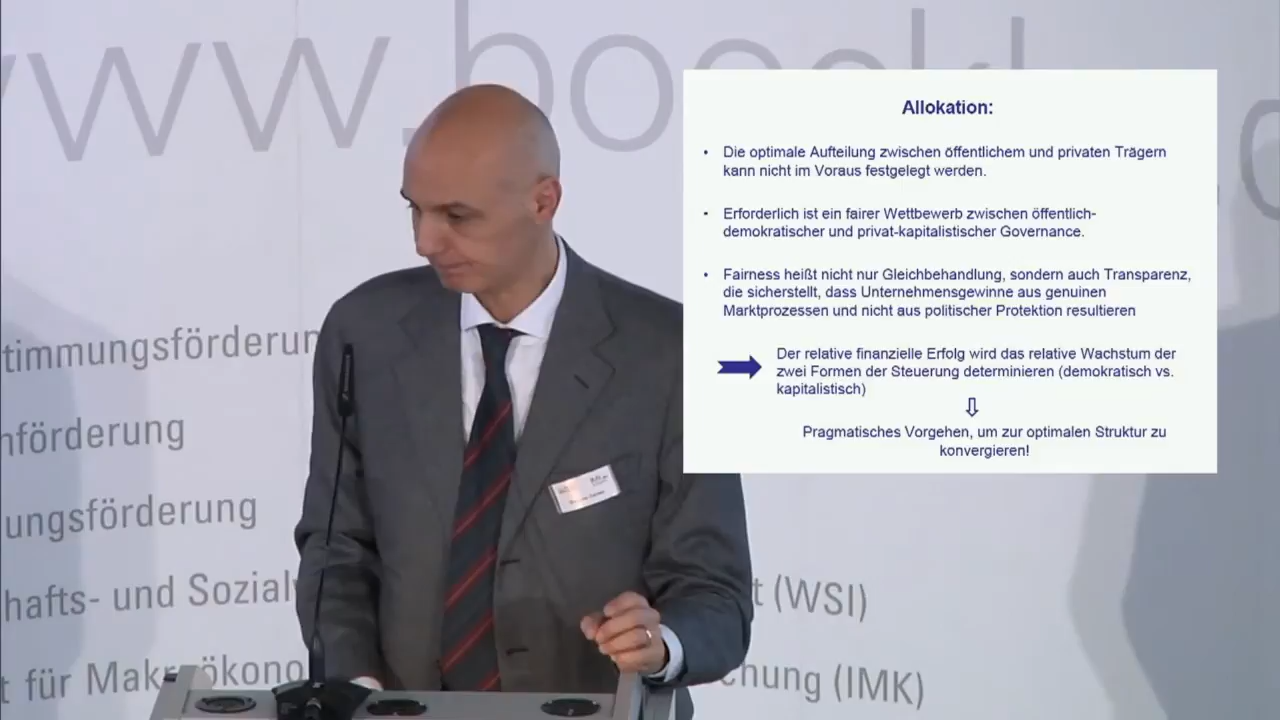 www.boeckl
Allokation:
• Die optimale Aufteilung zwischen öffentlichem und privaten Trägern
kann nicht im Voraus festgelegt werden.
• Erforderlich ist ein fairer Wettbewerb zwischen öffentlich-
demokratischer und privat-kapitalistischer Governance.
• Fairness heißt nicht nur Gleichbehandlung, sondern auch Transparenz,
die sicherstellt, dass Unternehmensgewinne aus genuinen
Marktprozessen und nicht aus politischer Protektion resultieren
Der relative finanzielle Erfolg wird das relative Wachstum der
zwei Formen der Steuerung determinieren (demokratisch vs.
kapitalistisch)
Pragmatisches Vorgehen, um zur optimalen Struktur zu
konvergieren!
timmungsförderun
nförderung
ungsförderung
hafts- und Sozial t (WSI)
t für Makroökono chung (IMK)